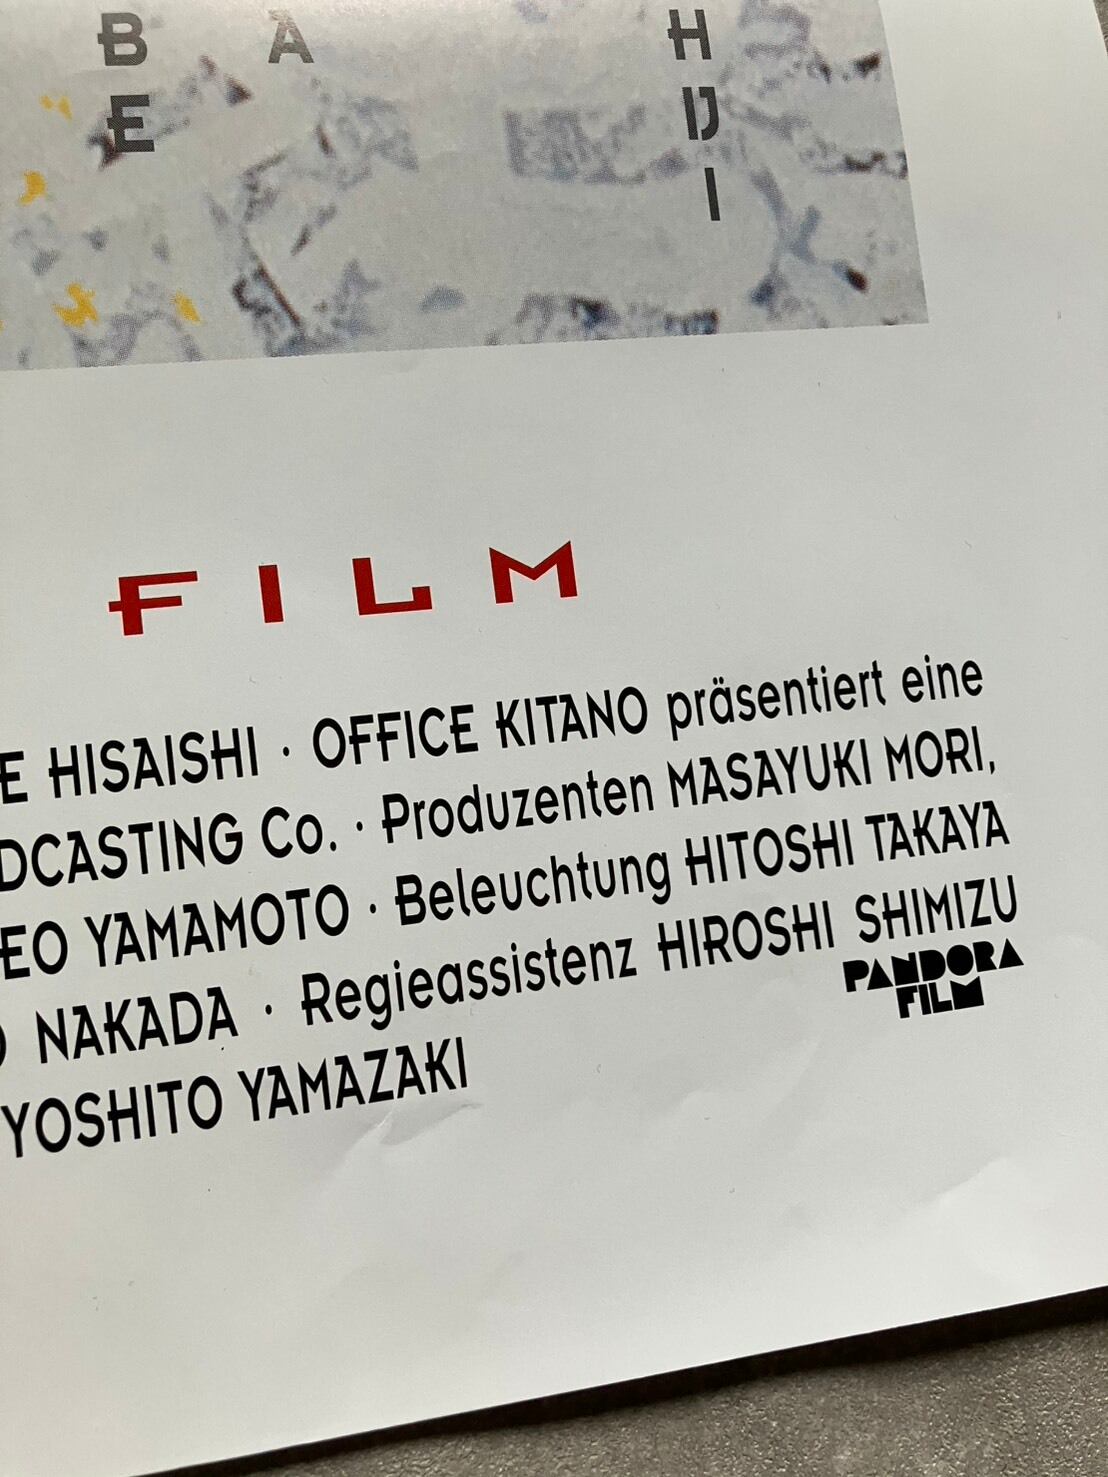 B A H
E D
I
FILM
E HISAISHI · OFFICE KITANO präsentiert eine
DCASTING Co. · Produzenten MASAYUKI MORI,
EO YAMAMOTO · Beleuchtung HITOSHI TAKAYA
O NAKADA · Regieassistenz HIROSHI SHIMIZU
YOSHITO YAMAZAKI
PANDORA
FILM